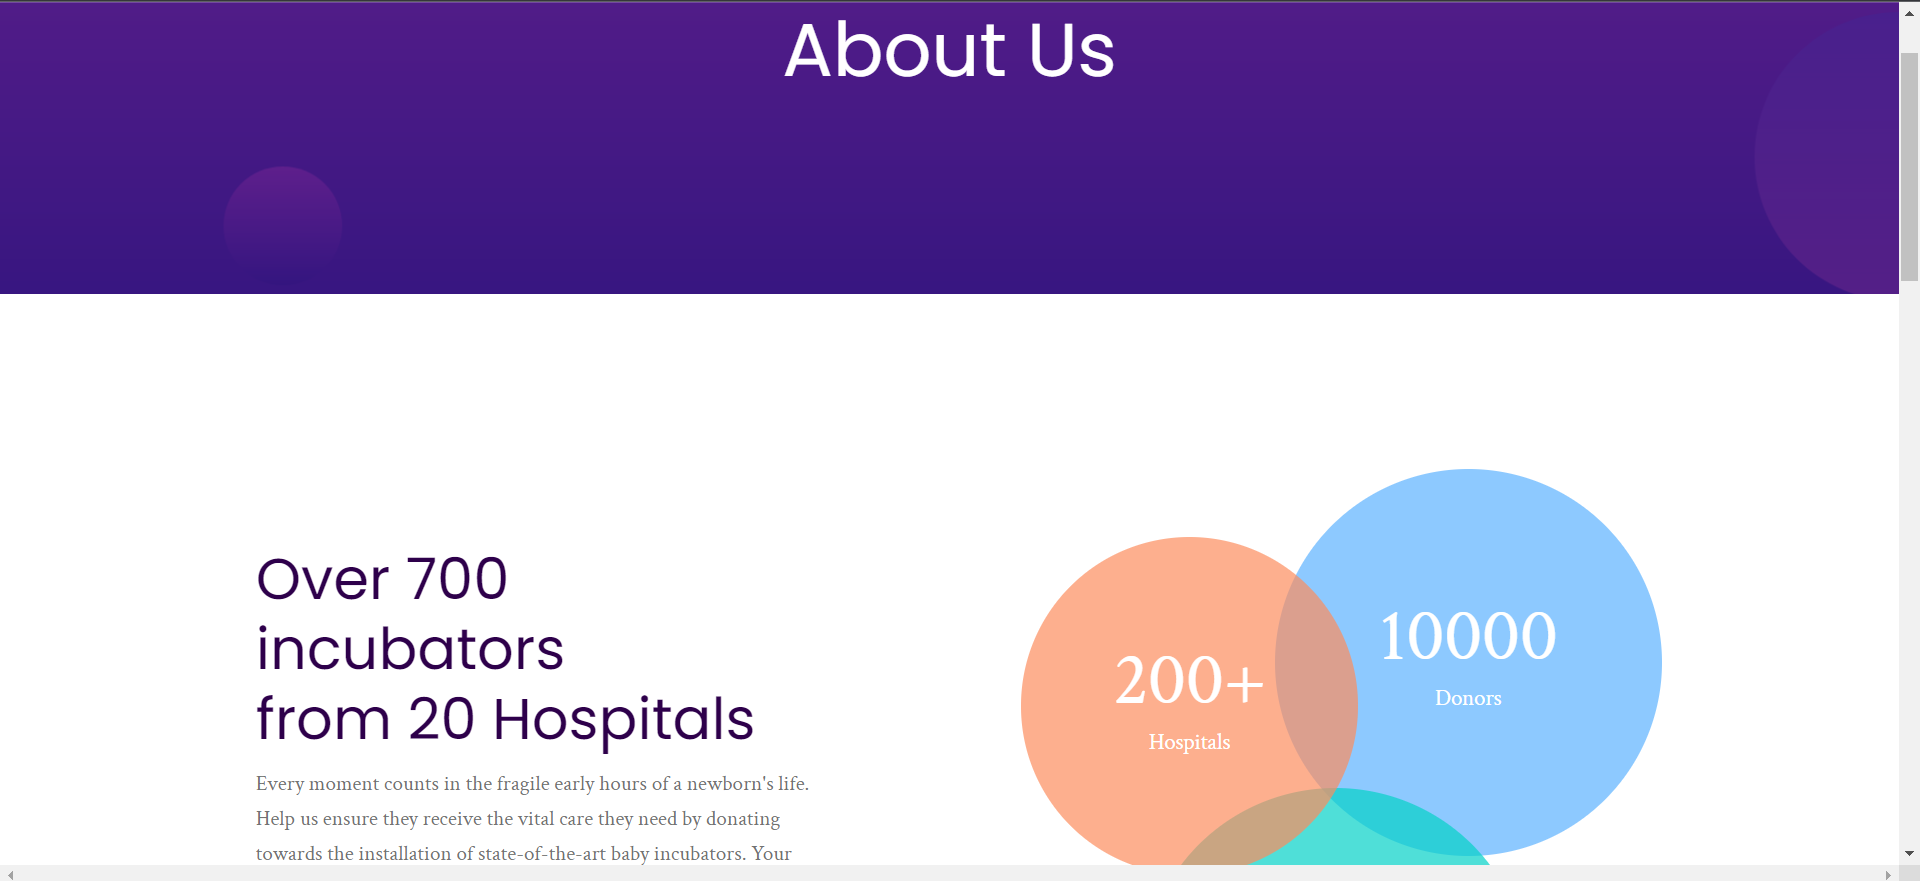 About Us
Over 700
incubators
from 20 Hospitals
Every moment counts in the fragile early hours of a newborn's life.
Help us ensure they receive the vital care they need by donating
towards the installation of state-of-the-art baby incubators. Your
200+
Hospitals
10000
Donors